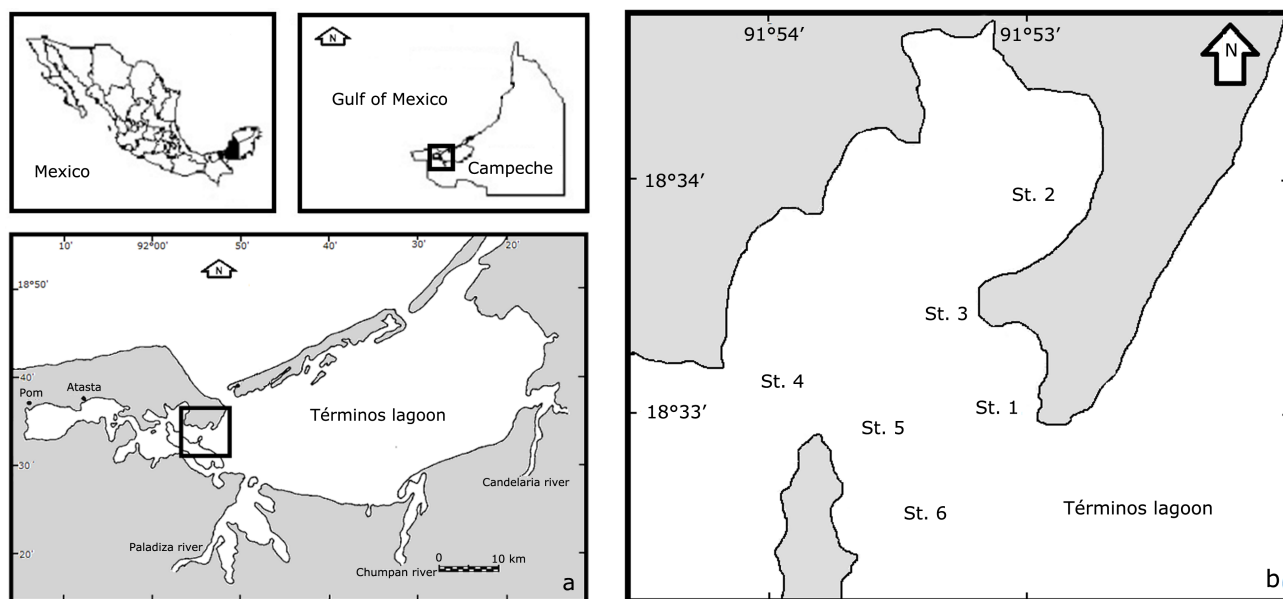 Mexico
N
Gulf of Mexico
Campeche
10'
92°00'
50'
40'
30'
20'
N
18°50'
40'
Pom
Atasta
Términos lagoon
30'
Candelaria river
20'
Paladiza river
Chumpan river
0 10 km
a
91°54′
91°53′
N
18°34′
St. 2
St. 3
St. 4
18°33′
St. 1
St. 5
St. 6
Términos lagoon
b